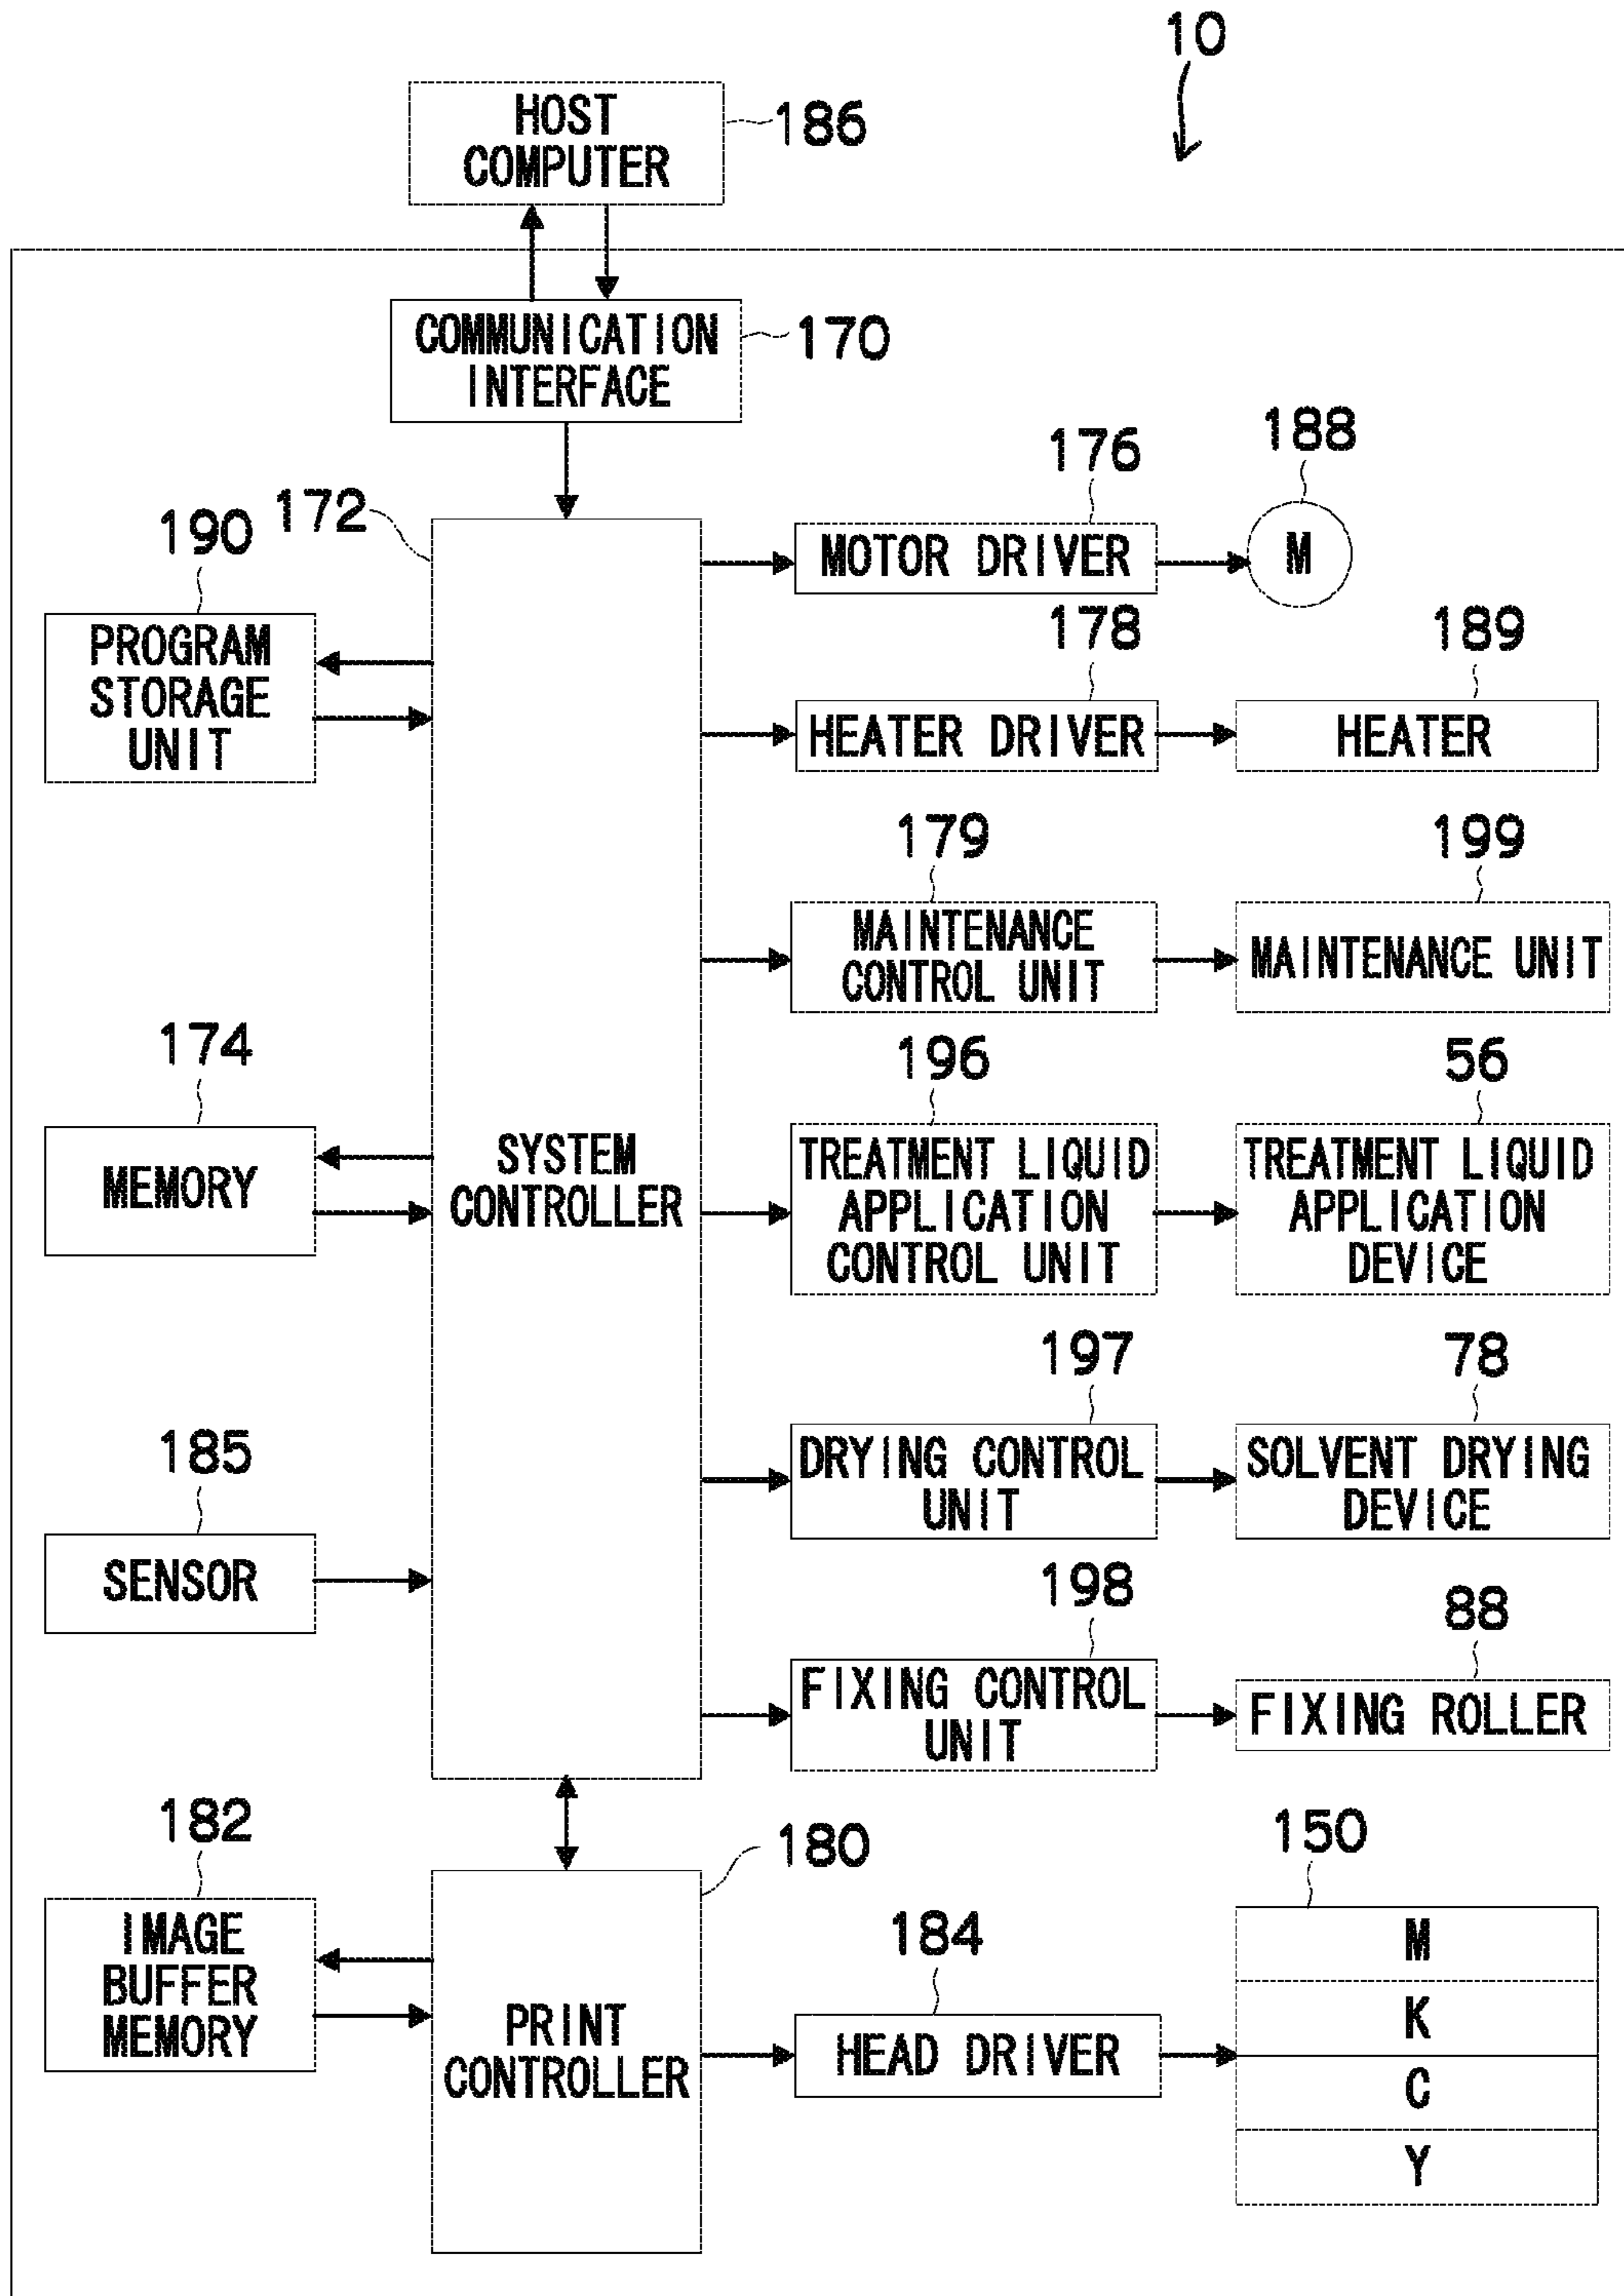 10
HOST
COMPUTER
186
COMMUNICATION
INTERFACE
170
172
176
188
MOTOR DRIVER
M
190
PROGRAM
STORAGE
UNIT
178
189
HEATER DRIVER
HEATER
179
199
MAINTENANCE
CONTROL UNIT
MAINTENANCE UNIT
174
MEMORY
SYSTEM
CONTROLLER
196
56
TREATMENT LIQUID
APPLICATION
CONTROL UNIT
TREATMENT LIQUID
APPLICATION
DEVICE
197
78
DRYING CONTROL
UNIT
SOLVENT DRYING
DEVICE
185
SENSOR
198
88
FIXING CONTROL
UNIT
FIXING ROLLER
182
IMAGE
BUFFER
MEMORY
180
PRINT
CONTROLLER
184
HEAD DRIVER
150
M
K
C
Y